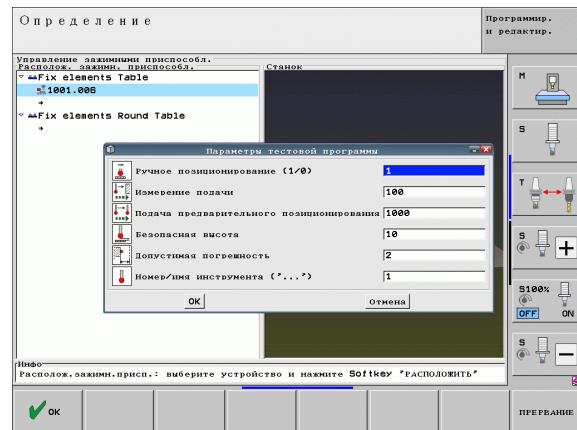 Определение
Программир.
и редактир.
Управление зажимными приспособл.
Располож. зажимн. приспособл.
Станок
Fix elements Table
1001.006
Fix elements Round Table
Параметры тестовой программы
Ручное позиционирование (1/0)
1
Измерение подачи
100
Подача предварительного позиционирования
1000
Безопасная высота
10
Допустимая погрешность
2
Номер/имя инструмента ("...")
1
OK
Отмена
Инфо
Располож.зажимн.присп.: выберите устройство и нажмите Softkey "РАСПОЛОЖИТЬ"
M
S
T
S
S100%
OFF
ON
S
ОК
ПРЕРВАНИЕ